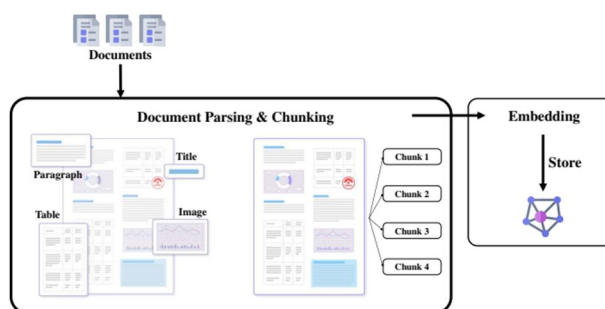 Documents
Document Parsing & Chunking
Embedding
Paragraph
Title
Table
Image
Chunk 1
Chunk 2
Chunk 3
Chunk 4
Store